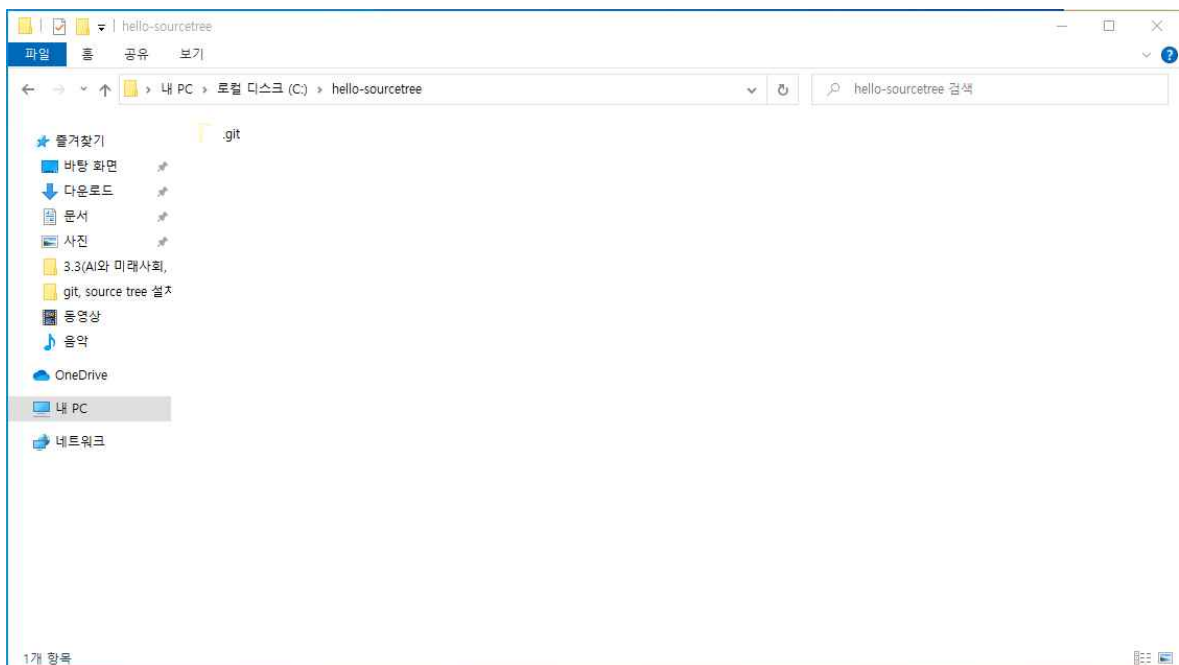 hello-sourcetree
파일 홈 공유 보기
내 PC › 로컬 디스크 (C:) › hello-sourcetree
hello-sourcetree 검색
즐겨찾기
.git
바탕 화면
다운로드
문서
사진
3.3(AI와 미래사회,
git, source tree 설치
동영상
음악
OneDrive
내 PC
네트워크
1개 항목